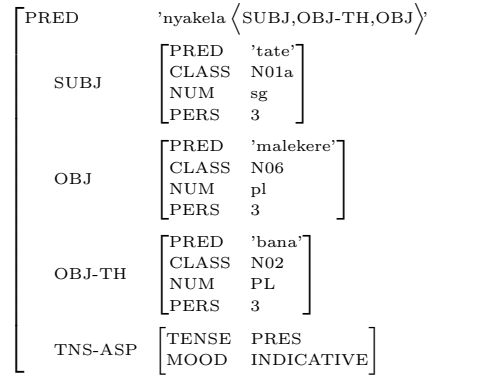 PRED 'nyakela ⟨SUBJ,OBJ-TH,OBJ⟩'
PRED 'tate'
SUBJ CLASS N01a
NUM sg
PERS 3
PRED 'malekere'
OBJ CLASS N06
NUM pl
PERS 3
PRED 'bana'
OBJ-TH CLASS N02
NUM PL
PERS 3
TNS-ASP TENSE PRES
MOOD INDICATIVE